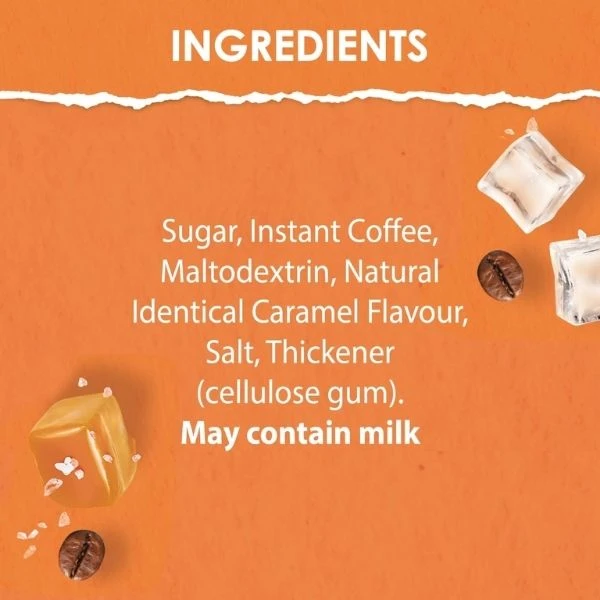 INGREDIENTS
Sugar, Instant Coffee,
Maltodextrin, Natural
Identical Caramel Flavour,
Salt, Thickener
(cellulose gum).
May contain milk